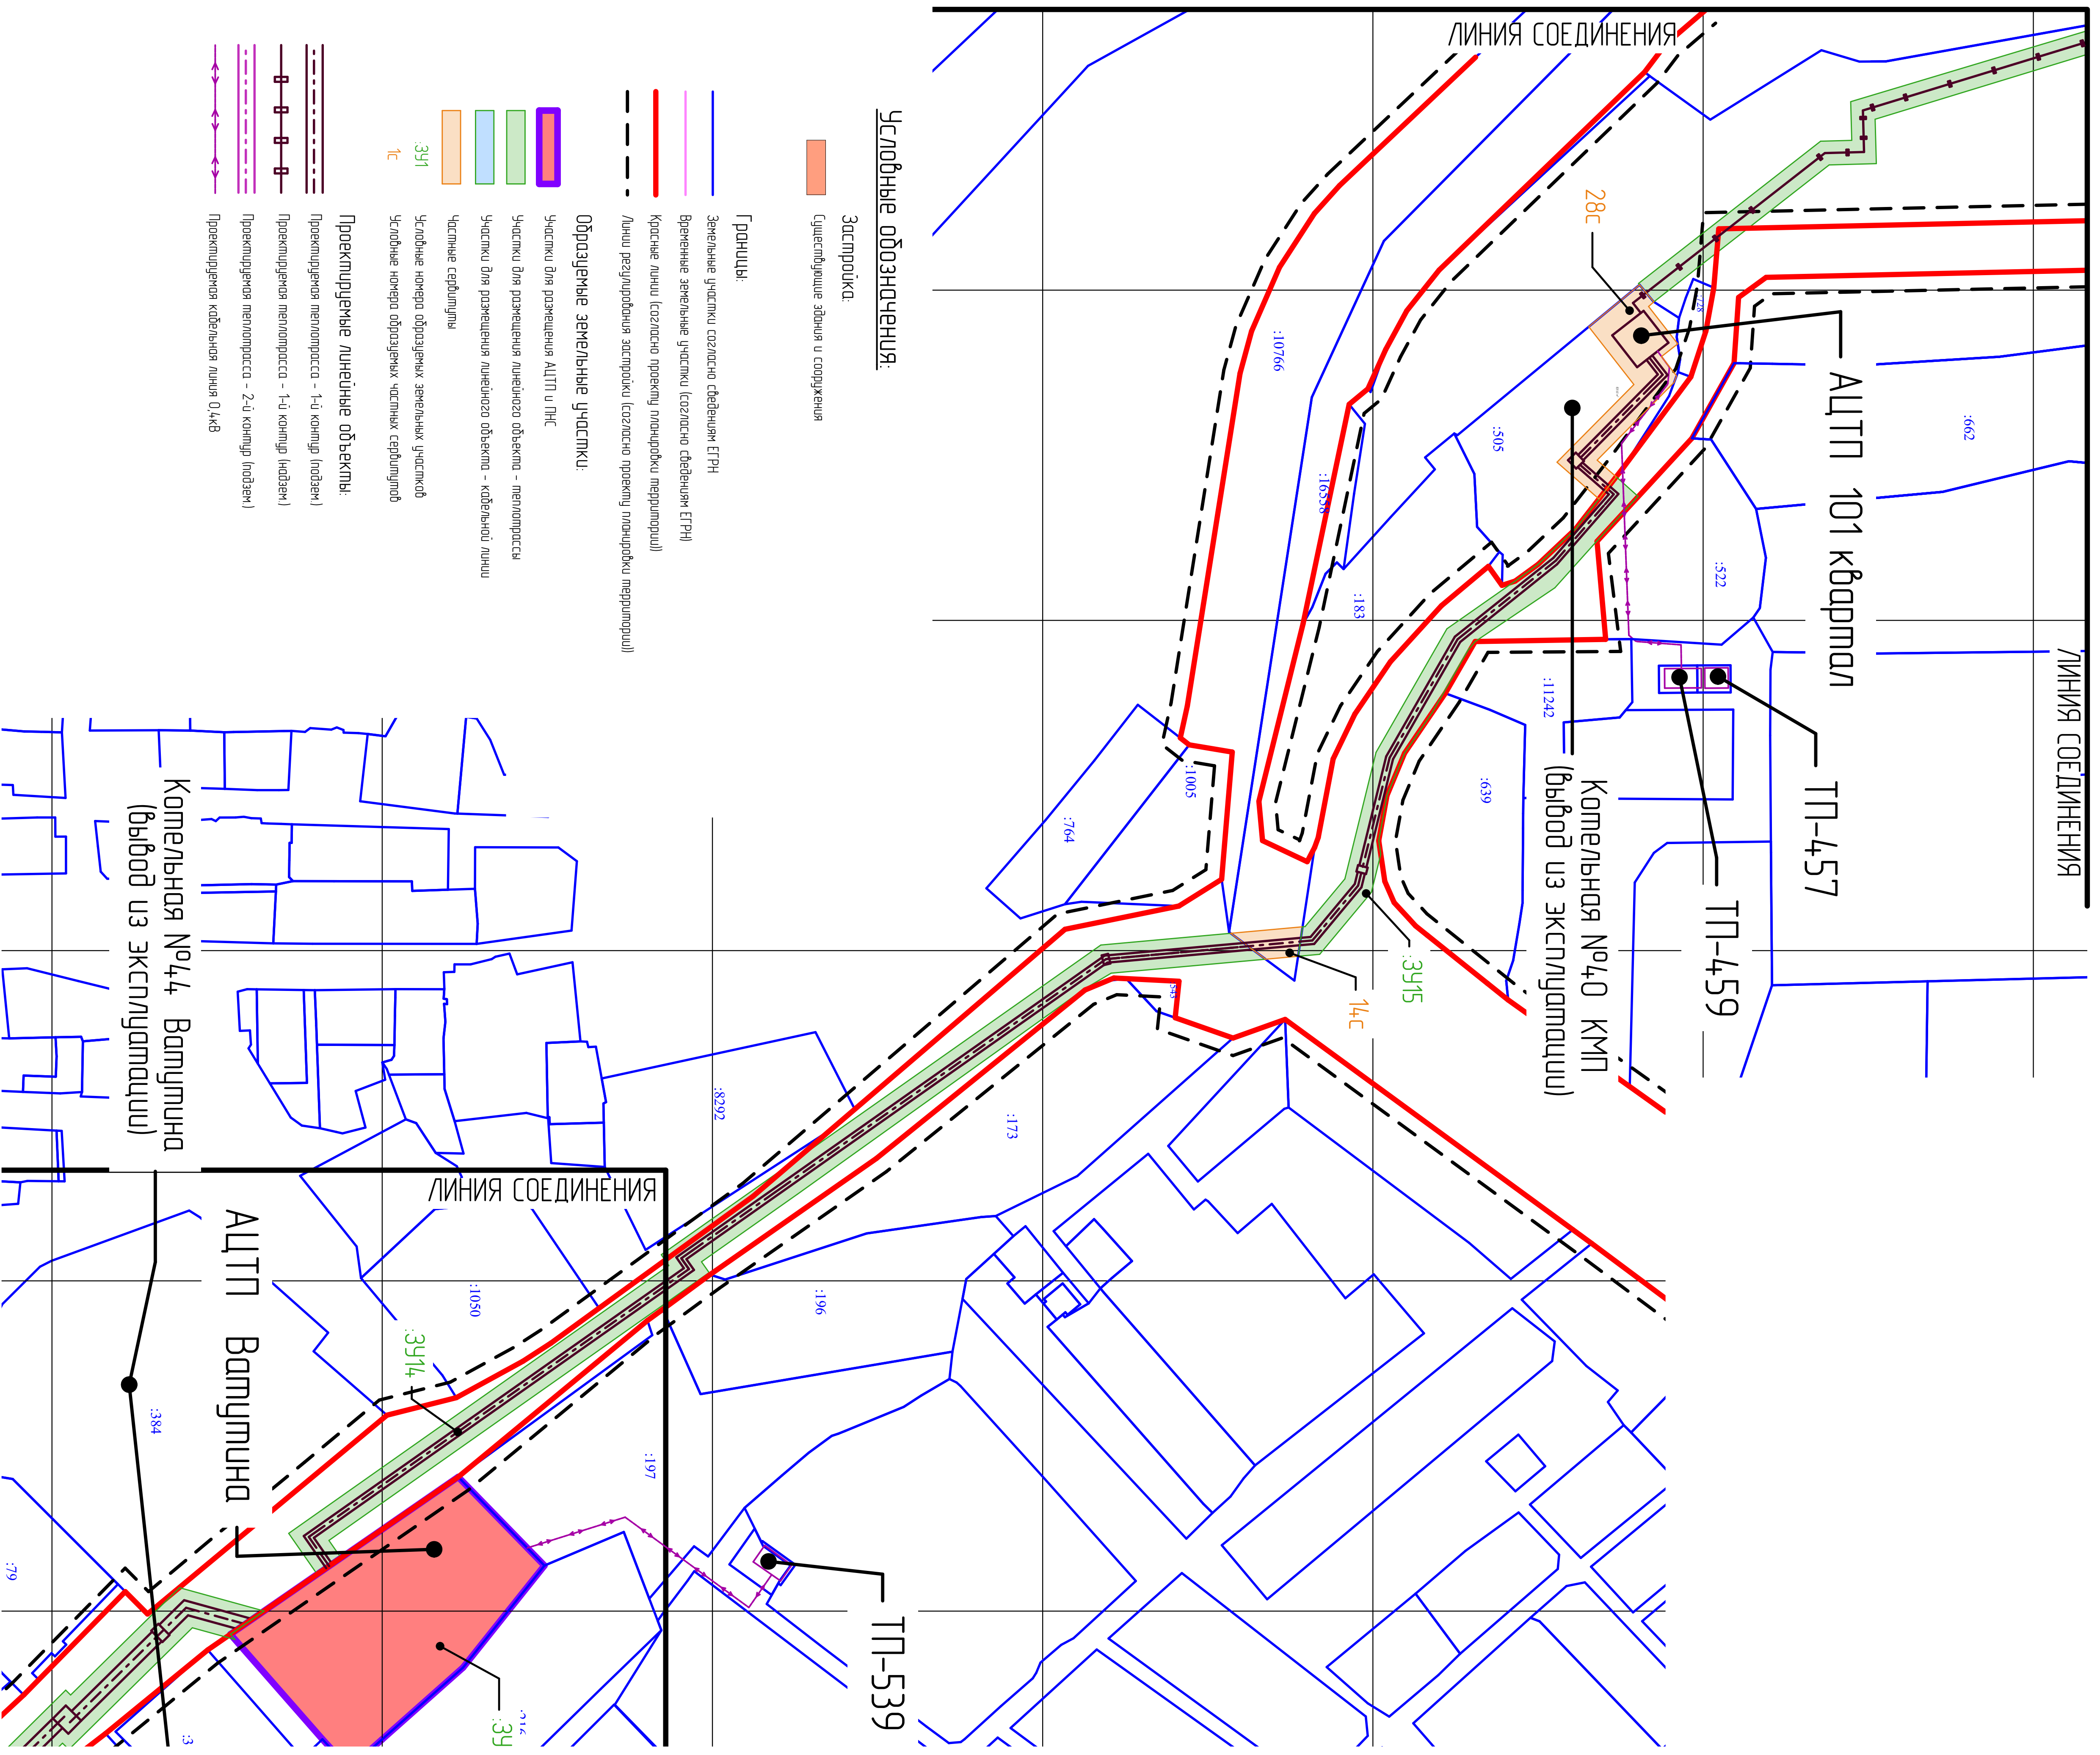 Условные обозначения:
Застройка:
Существующие здания и сооружения
Границы:
Земельные участки согласно сведениям ЕГРН
Временные земельные участки (согласно сведениям ЕГРН)
Красные линии (согласно проекту планировки территории))
Линии регулирования застройки (согласно проекту планировки территории))
Образуемые земельные участки:
Участки для размещения АЦТП и ПНС
Участки для размещения линейного объекта - теплотрассы
Участки для размещения линейного объекта - кабельной линии
Частные сервитуты
:ЗУ1
Условные номера образуемых земельных участков
1с
Условные номера образуемых частных сервитутов
Проектируемые линейные объекты:
Проектируемая теплотрасса - 1-й контур (подзем.)
Проектируемая теплотрасса - 1-й контур (надзем.)
Проектируемая теплотрасса - 2-й контур (подзем.)
Проектируемая кабельная линия 0,4кВ
ЛИНИЯ СОЕДИНЕНИЯ
ЛИНИЯ СОЕДИНЕНИЯ
ЛИНИЯ СОЕДИНЕНИЯ
АЦТП 101 квартал
ТП-457
ТП-459
Котельная №40 КМП
(вывод из эксплуатации)
28с
14с
:ЗУ15
:ЗУ14
:ЗУ
Котельная №44 Ватутина
(вывод из эксплуатации)
АЦТП Ватутина
ТП-539
:662
:728
:522
:505
:10766
:16558
:183
:11242
:639
:1005
:764
:173
:8292
:196
:1050
:197
:384
:79